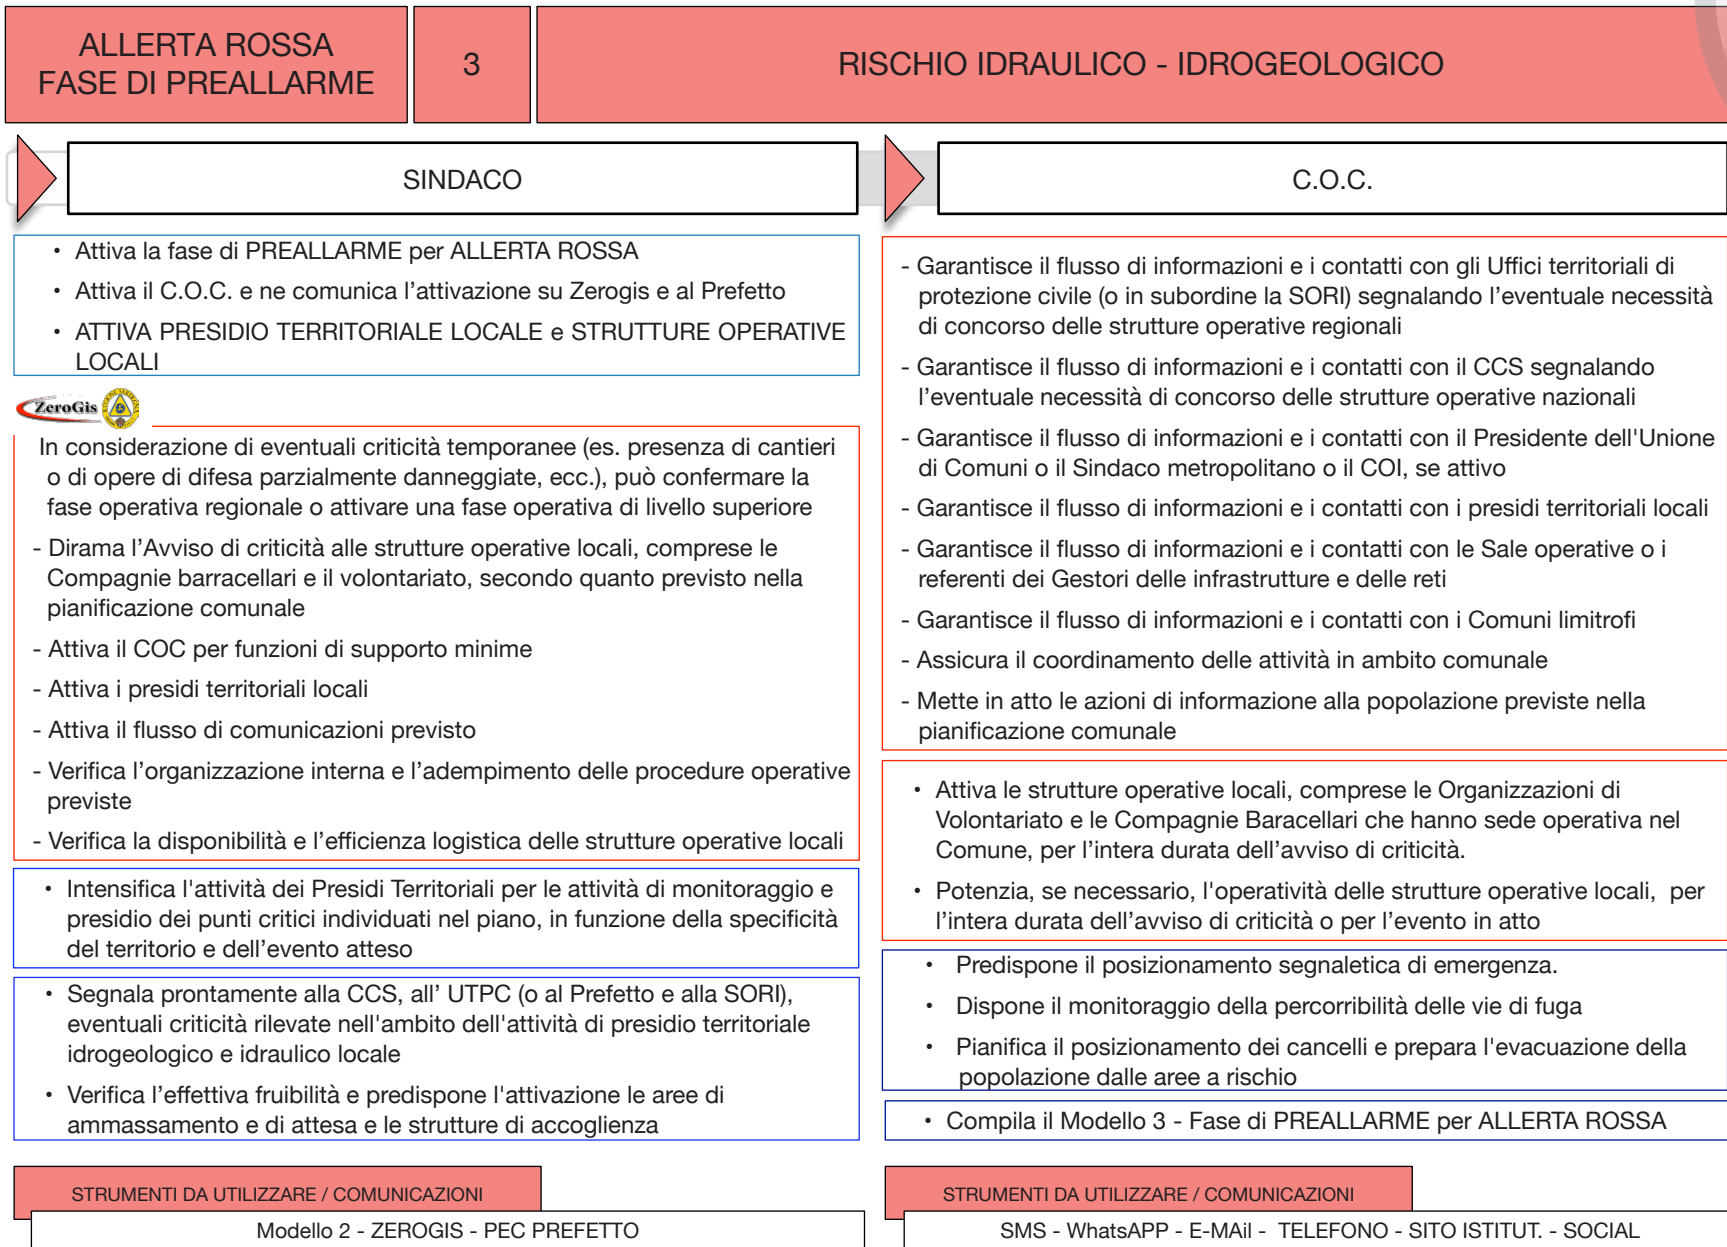 ALLERTA ROSSA
FASE DI PREALLARME
3
RISCHIO IDRAULICO - IDROGEOLOGICO
SINDACO
• Attiva la fase di PREALLARME per ALLERTA ROSSA
• Attiva il C.O.C. e ne comunica l’attivazione su Zerogis e al Prefetto
• ATTIVA PRESIDIO TERRITORIALE LOCALE e STRUTTURE OPERATIVE
LOCALI
ZeroGis
In considerazione di eventuali criticità temporanee (es. presenza di cantieri
o di opere di difesa parzialmente danneggiate, ecc.), può confermare la
fase operativa regionale o attivare una fase operativa di livello superiore
- Dirama l’Avviso di criticità alle strutture operative locali, comprese le
Compagnie barracellari e il volontariato, secondo quanto previsto nella
pianificazione comunale
- Attiva il COC per funzioni di supporto minime
- Attiva i presidi territoriali locali
- Attiva il flusso di comunicazioni previsto
- Verifica l’organizzazione interna e l’adempimento delle procedure operative
previste
- Verifica la disponibilità e l’efficienza logistica delle strutture operative locali
• Intensifica l'attività dei Presidi Territoriali per le attività di monitoraggio e
presidio dei punti critici individuati nel piano, in funzione della specificità
del territorio e dell’evento atteso
• Segnala prontamente alla CCS, all’ UTPC (o al Prefetto e alla SORI),
eventuali criticità rilevate nell'ambito dell'attività di presidio territoriale
idrogeologico e idraulico locale
• Verifica l’effettiva fruibilità e predispone l'attivazione le aree di
ammassamento e di attesa e le strutture di accoglienza
STRUMENTI DA UTILIZZARE / COMUNICAZIONI
Modello 2 - ZEROGIS - PEC PREFETTO
C.O.C.
- Garantisce il flusso di informazioni e i contatti con gli Uffici territoriali di
protezione civile (o in subordine la SORI) segnalando l’eventuale necessità
di concorso delle strutture operative regionali
- Garantisce il flusso di informazioni e i contatti con il CCS segnalando
l’eventuale necessità di concorso delle strutture operative nazionali
- Garantisce il flusso di informazioni e i contatti con il Presidente dell'Unione
di Comuni o il Sindaco metropolitano o il COI, se attivo
- Garantisce il flusso di informazioni e i contatti con i presidi territoriali locali
- Garantisce il flusso di informazioni e i contatti con le Sale operative o i
referenti dei Gestori delle infrastrutture e delle reti
- Garantisce il flusso di informazioni e i contatti con i Comuni limitrofi
- Assicura il coordinamento delle attività in ambito comunale
- Mette in atto le azioni di informazione alla popolazione previste nella
pianificazione comunale
• Attiva le strutture operative locali, comprese le Organizzazioni di
Volontariato e le Compagnie Baracellari che hanno sede operativa nel
Comune, per l’intera durata dell’avviso di criticità.
• Potenzia, se necessario, l'operatività delle strutture operative locali, per
l’intera durata dell’avviso di criticità o per l’evento in atto
• Predispone il posizionamento segnaletica di emergenza.
• Dispone il monitoraggio della percorribilità delle vie di fuga
• Pianifica il posizionamento dei cancelli e prepara l'evacuazione della
popolazione dalle aree a rischio
• Compila il Modello 3 - Fase di PREALLARME per ALLERTA ROSSA
STRUMENTI DA UTILIZZARE / COMUNICAZIONI
SMS - WhatsAPP - E-MAil - TELEFONO - SITO ISTITUT. - SOCIAL